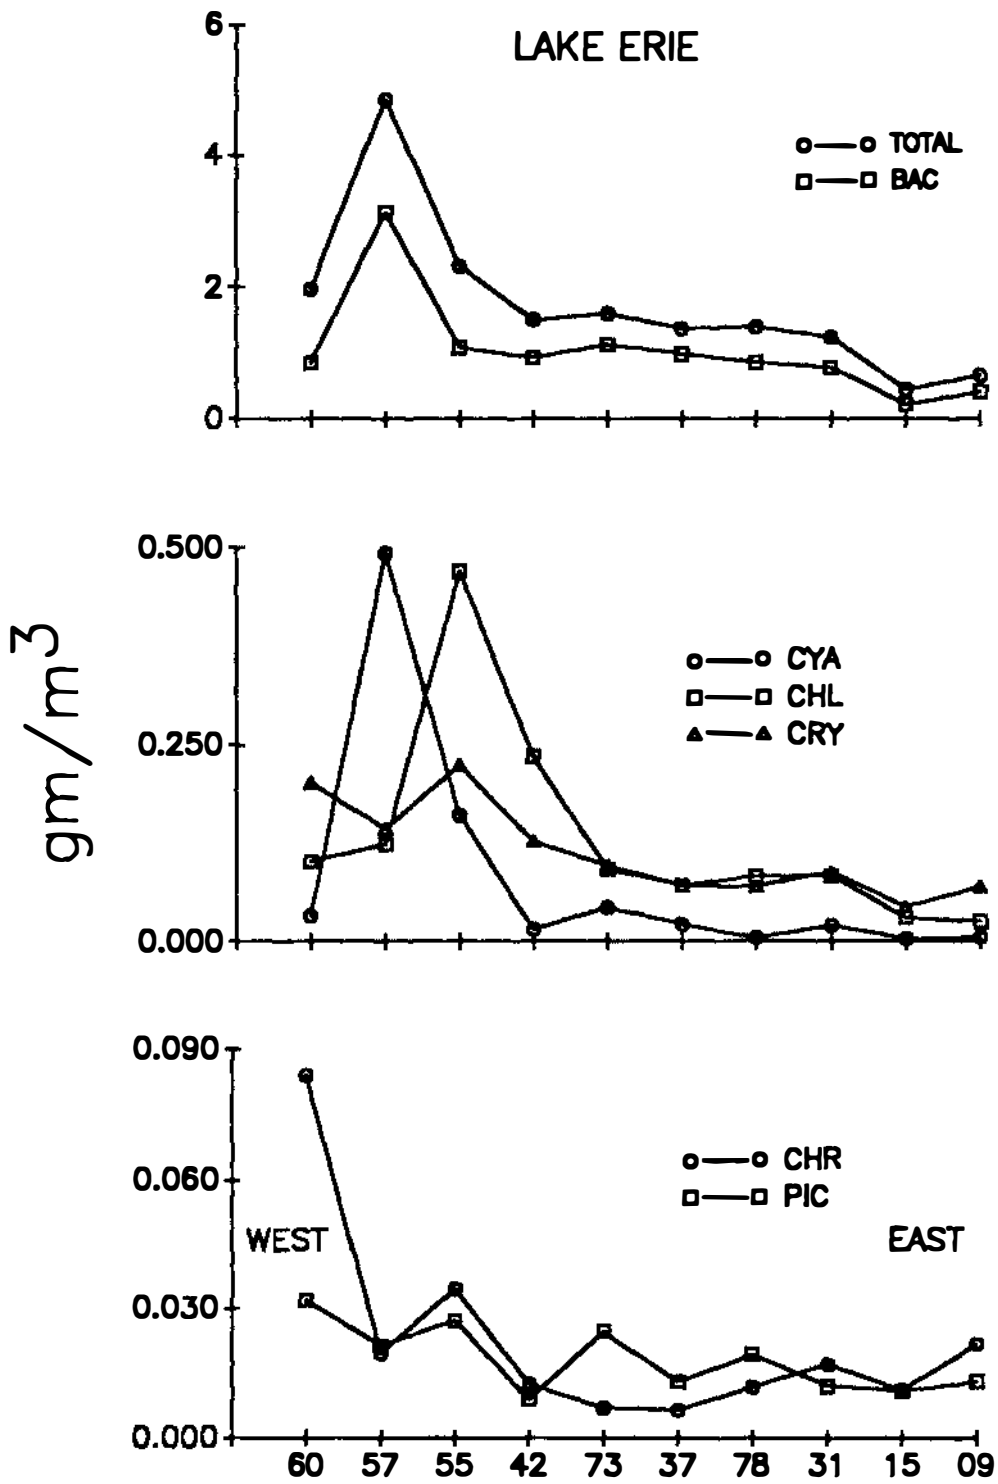 LAKE ERIE
6
4
2
0
TOTAL
BAC
gm/m³
0.500
0.250
0.000
CYA
CHL
CRY
0.090
0.060
0.030
0.000
CHR
PIC
WEST EAST
60 57 55 42 73 37 78 31 15 09